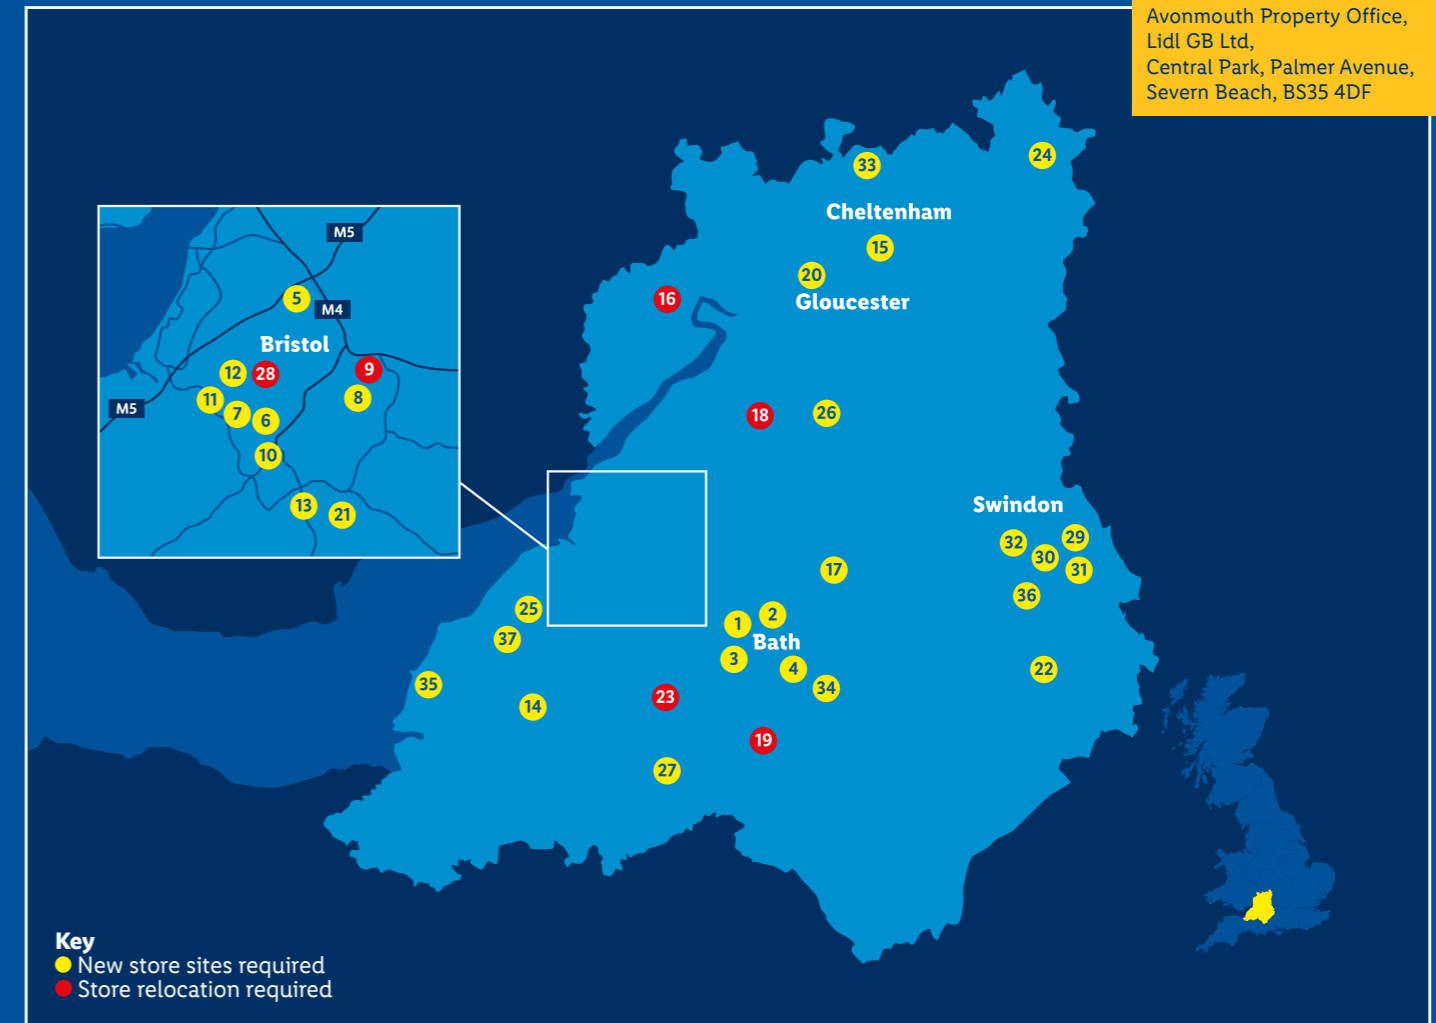 Avonmouth Property Office,
Lidl GB Ltd,
Central Park, Palmer Avenue,
Severn Beach, BS35 4DF
24
33
Cheltenham
15
20
Gloucester
16
18
26
M5
5
M4
Bristol
12
28
9
11
8
7
6
M5
10
13
21
Swindon
32
29
30
31
36
17
25
1
2
37
Bath
3
4
22
35
34
23
14
19
27
Key
New store sites required
Store relocation required